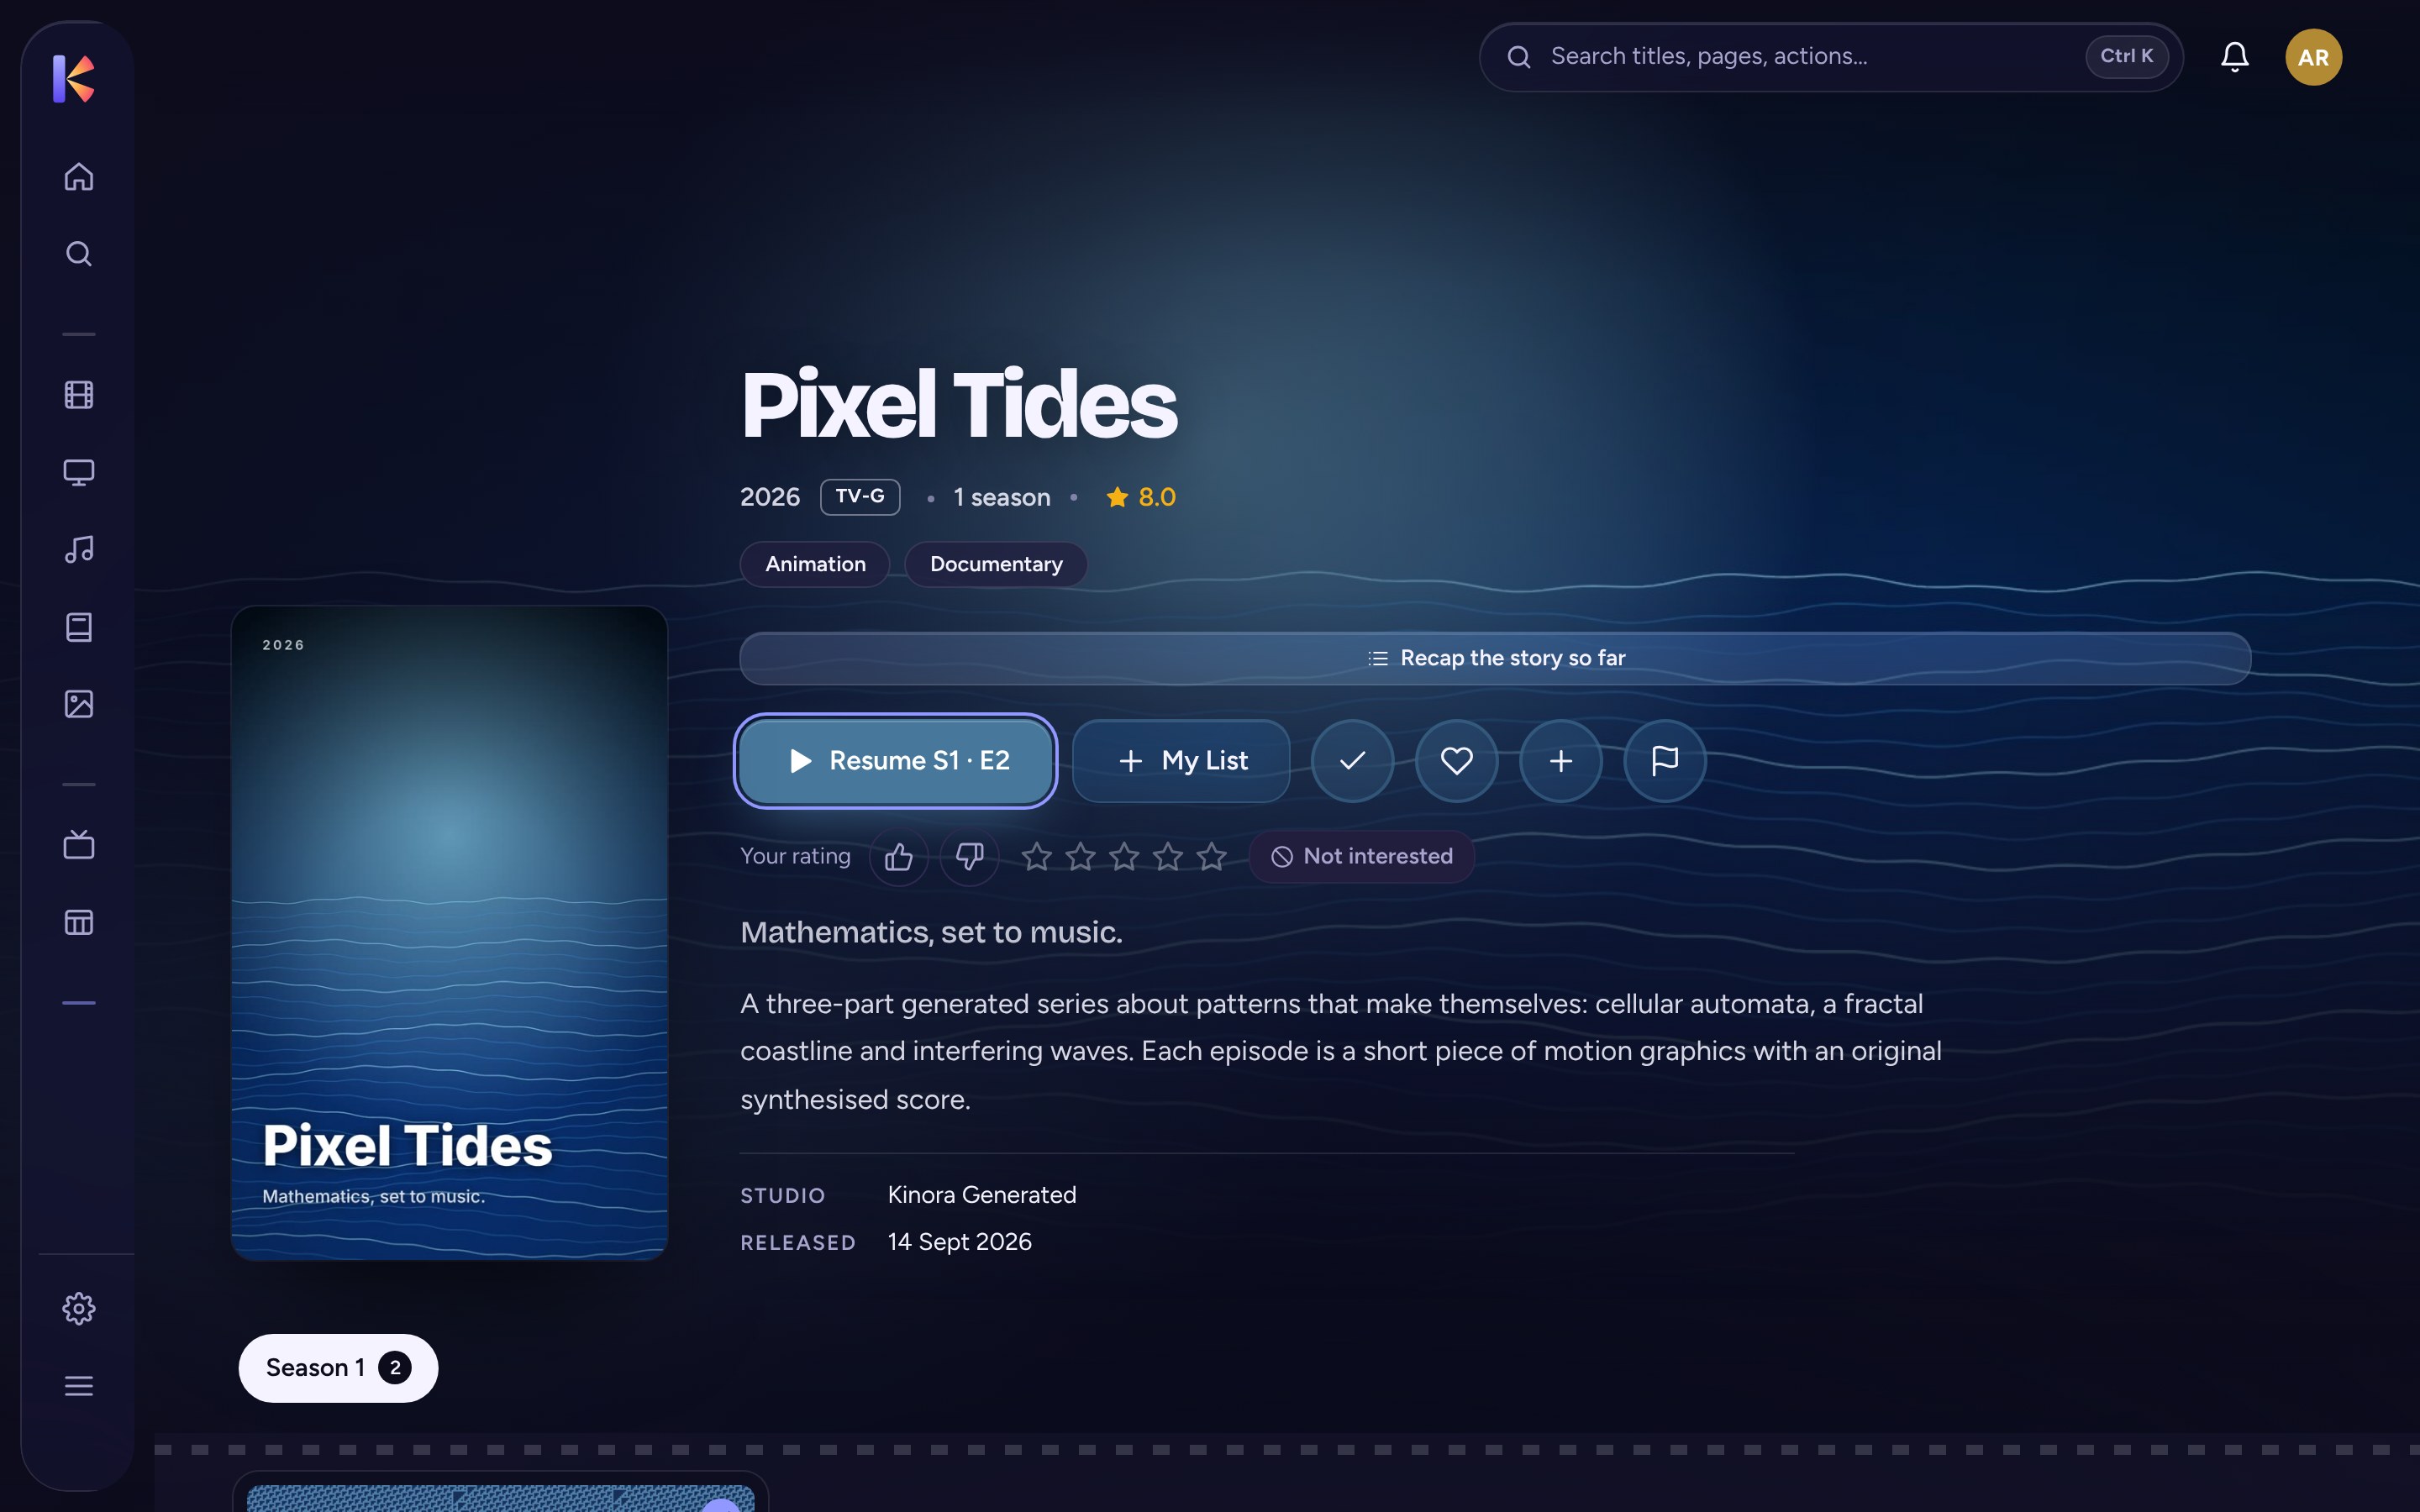 Search titles, pages, actions...
Ctrl K
AR
Pixel Tides
2026 TV-G • 1 season • 8.0
Animation Documentary
Recap the story so far
Resume S1 · E2 My List
Your rating Not interested
Mathematics, set to music.
A three-part generated series about patterns that make themselves: cellular automata, a fractal
coastline and interfering waves. Each episode is a short piece of motion graphics with an original
synthesised score.
STUDIO Kinora Generated
RELEASED 14 Sept 2026
2026
Pixel Tides
Mathematics, set to music.
Season 1 2